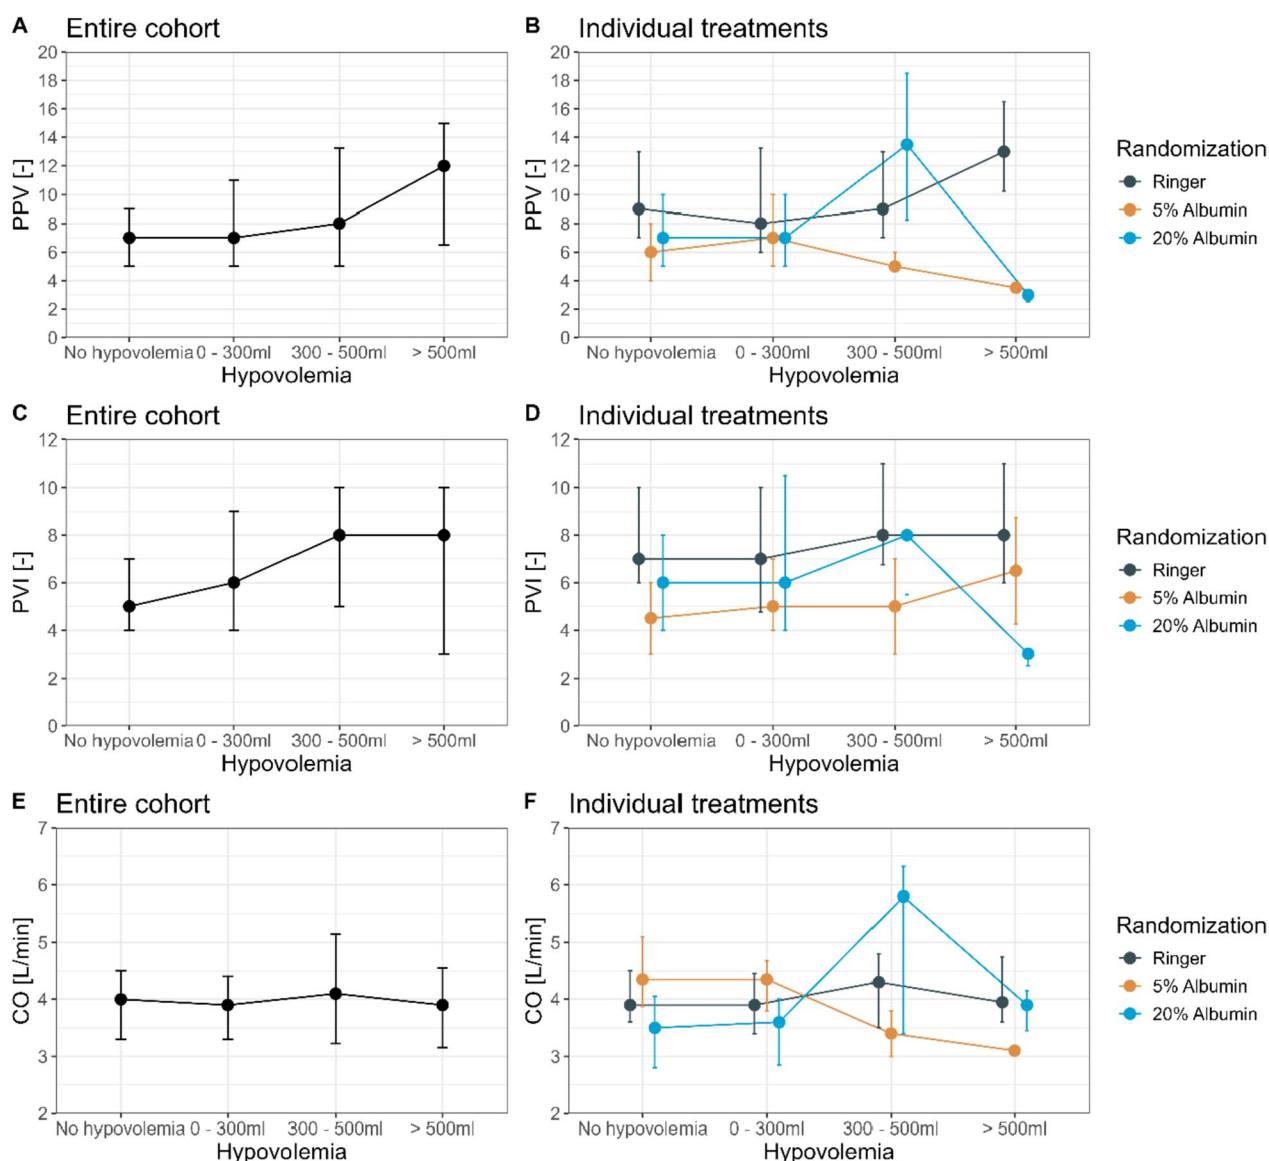 A Entire cohort
PPV [-]
20
18
16
14
12
10
8
6
4
2
0
No hypovolemia 0 - 300ml 300 - 500ml > 500ml
Hypovolemia
B Individual treatments
PPV [-]
20
18
16
14
12
10
8
6
4
2
0
No hypovolemia 0 - 300ml 300 - 500ml > 500ml
Hypovolemia
Randomization
Ringer
5% Albumin
20% Albumin
C Entire cohort
PVI [-]
12
10
8
6
4
2
0
No hypovolemia 0 - 300ml 300 - 500ml > 500ml
Hypovolemia
D Individual treatments
PVI [-]
12
10
8
6
4
2
0
No hypovolemia 0 - 300ml 300 - 500ml > 500ml
Hypovolemia
Randomization
Ringer
5% Albumin
20% Albumin
E Entire cohort
CO [L/min]
7
6
5
4
3
2
No hypovolemia 0 - 300ml 300 - 500ml > 500ml
Hypovolemia
F Individual treatments
CO [L/min]
7
6
5
4
3
2
No hypovolemia 0 - 300ml 300 - 500ml > 500ml
Hypovolemia
Randomization
Ringer
5% Albumin
20% Albumin